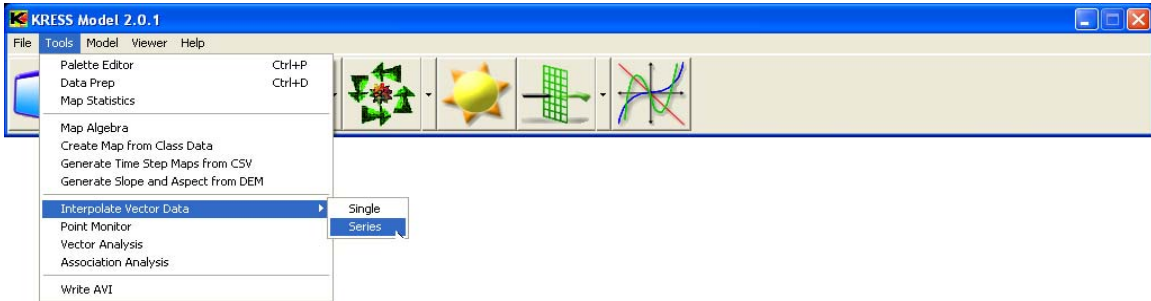 KRESS Model 2.0.1
File Tools Model Viewer Help
Palette Editor Ctrl+P
Data Prep Ctrl+D
Map Statistics
Map Algebra
Create Map from Class Data
Generate Time Step Maps from CSV
Generate Slope and Aspect from DEM
Interpolate Vector Data
Single
Series
Point Monitor
Vector Analysis
Association Analysis
Write AVI